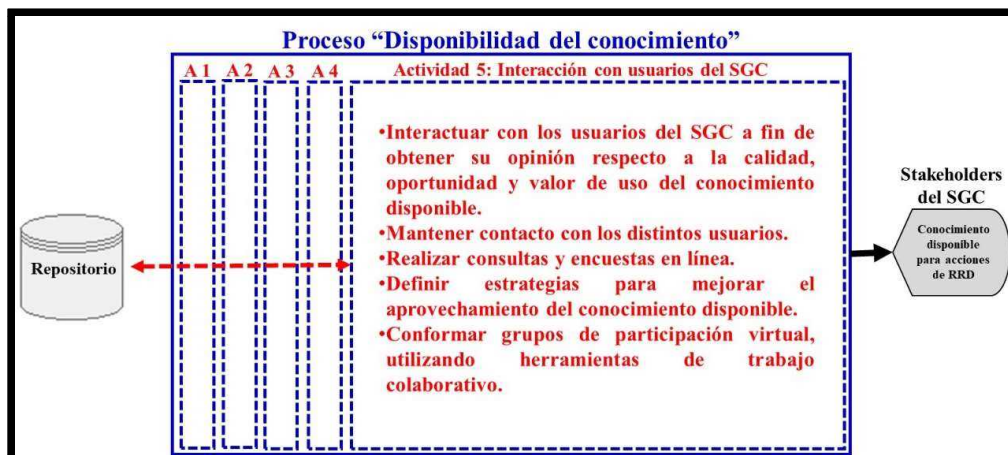 Proceso “Disponibilidad del conocimiento”
A 1 A 2 A 3 A 4 Actividad 5: Interacción con usuarios del SGC
•Interactuar con los usuarios del SGC a fin de
obtener su opinión respecto a la calidad,
oportunidad y valor de uso del conocimiento
disponible.
•Mantener contacto con los distintos usuarios.
•Realizar consultas y encuestas en línea.
•Definir estrategias para mejorar el
aprovechamiento del conocimiento disponible.
•Conformar grupos de participación virtual,
utilizando herramientas de trabajo
colaborativo.
Repositorio
Stakeholders
del SGC
Conocimiento
disponible
para acciones
de RRD